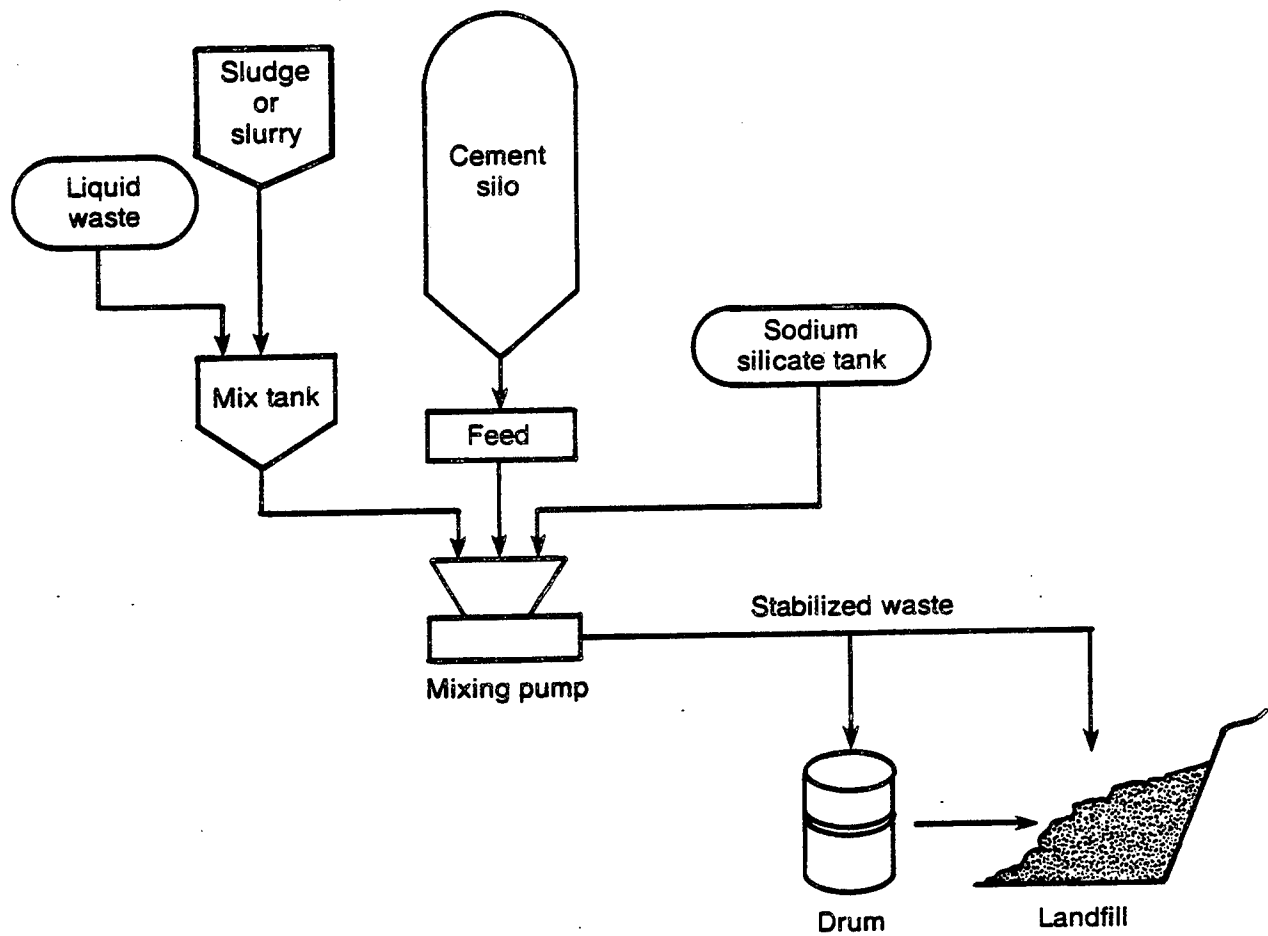 Sludge
or
slurry
Liquid
waste
Cement
silo
Sodium
silicate tank
Mix tank
Feed
Stabilized waste
Mixing pump
Drum
Landfill